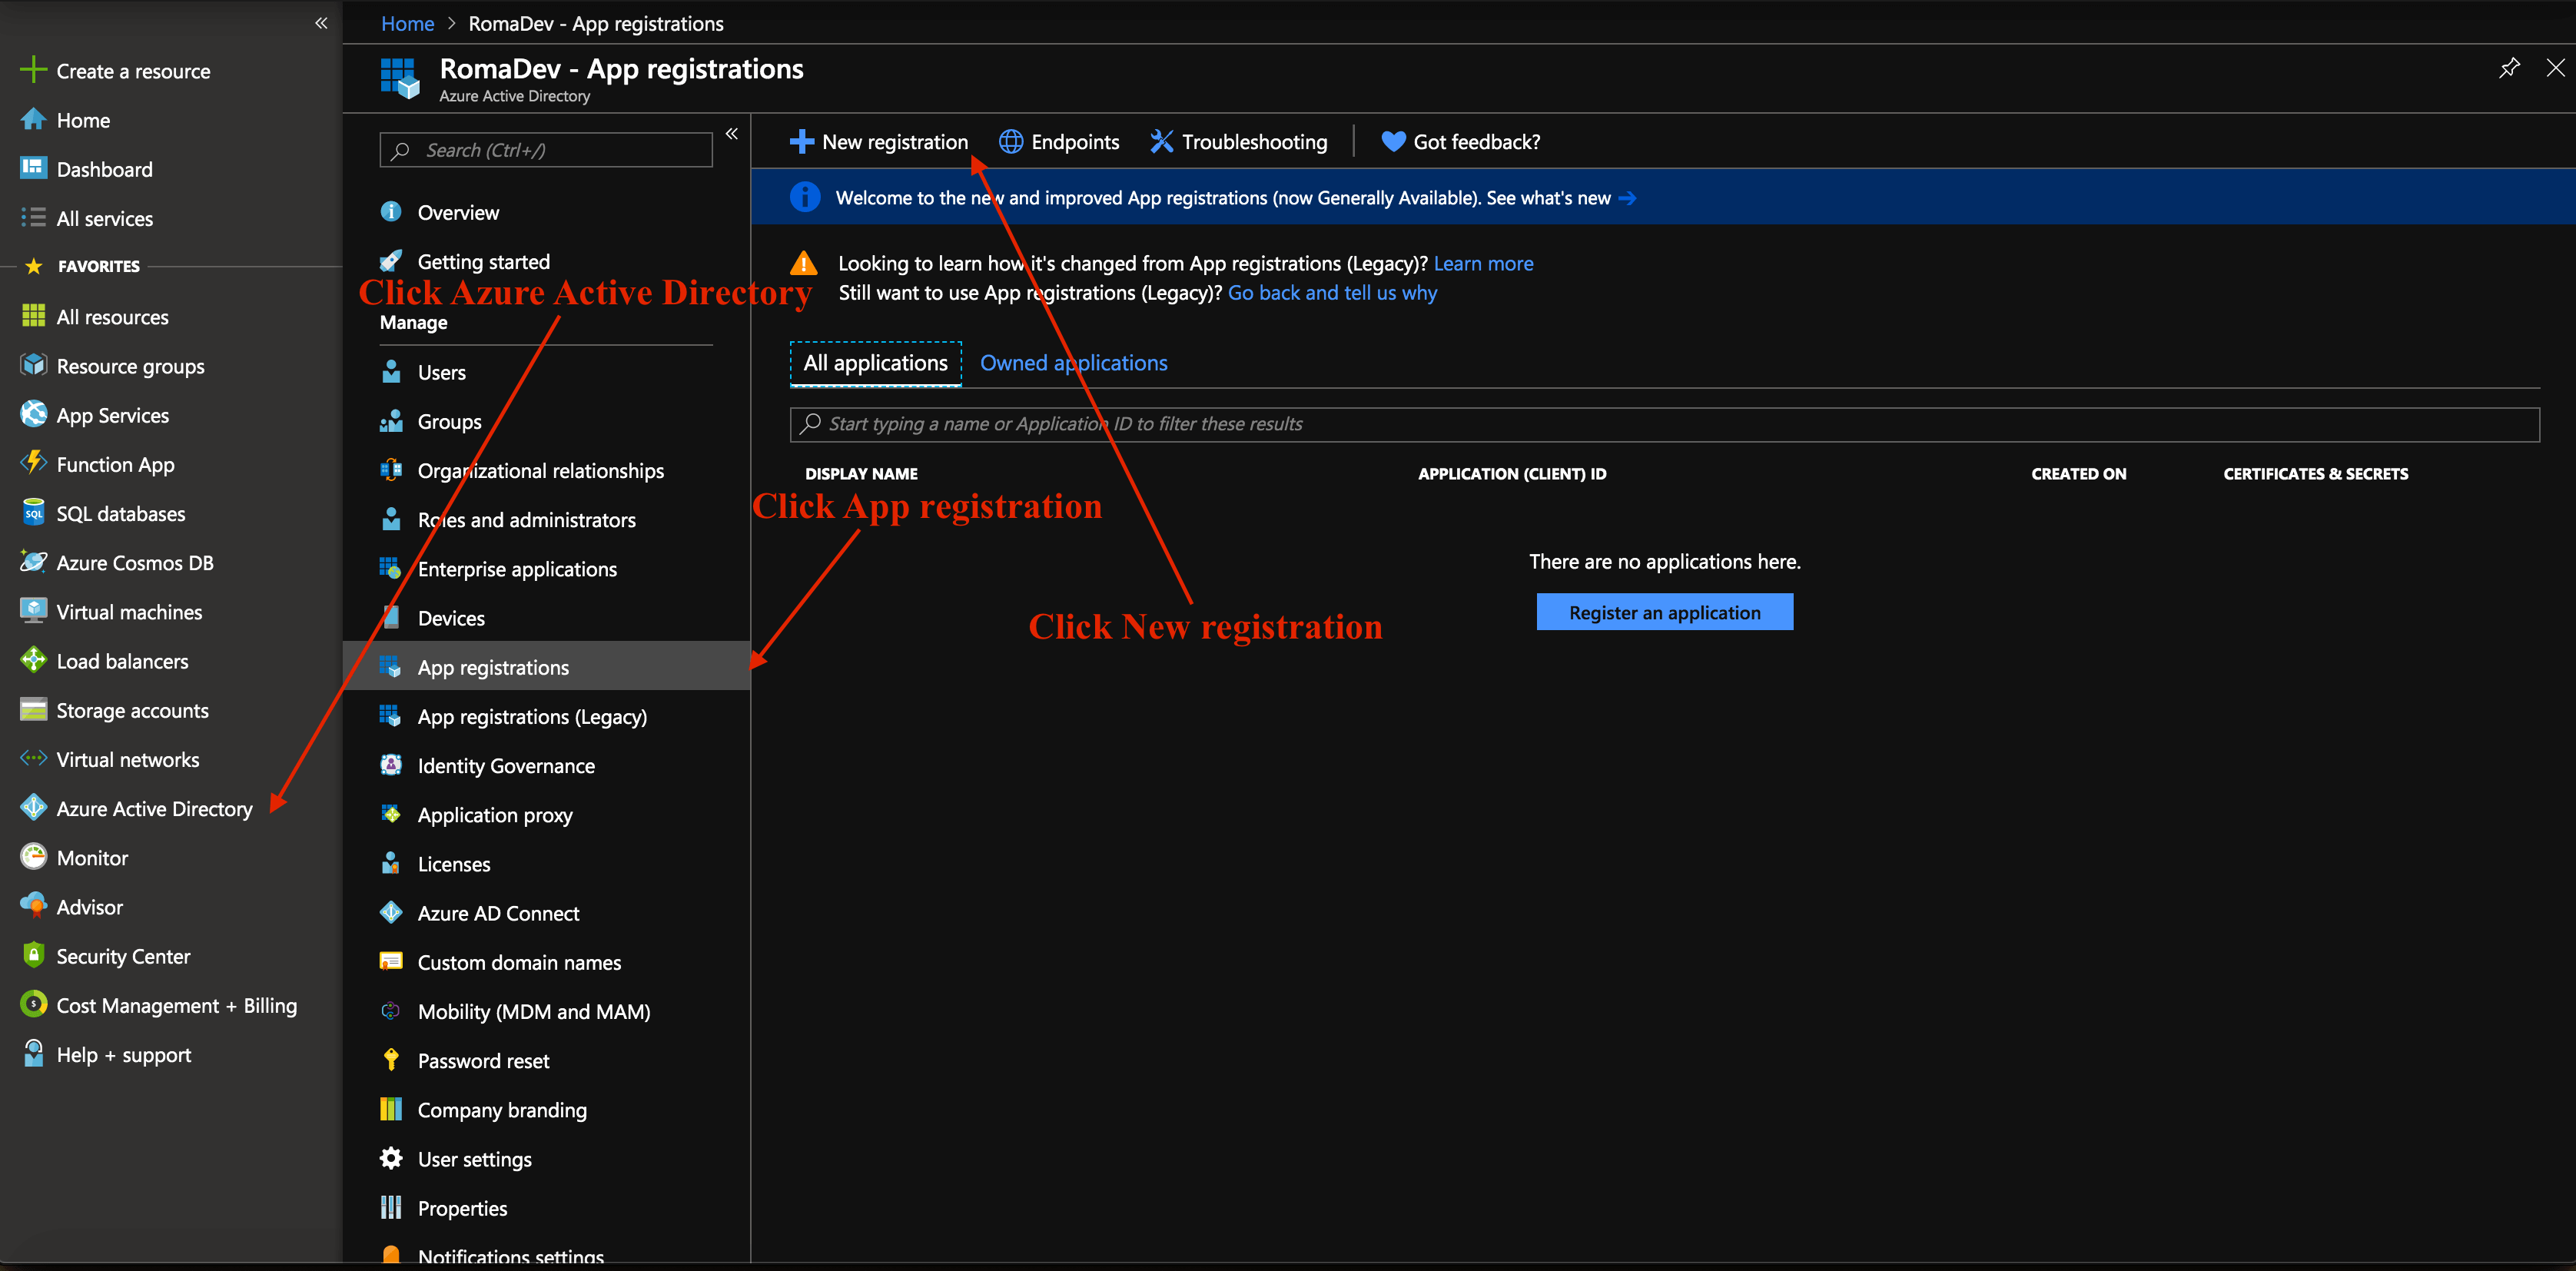 Home > RomaDev - App registrations
RomaDev - App registrations
Azure Active Directory
Create a resource
Home
Dashboard
All services
FAVORITES
All resources
Resource groups
App Services
Function App
SQL databases
Azure Cosmos DB
Virtual machines
Load balancers
Storage accounts
Virtual networks
Azure Active Directory
Monitor
Advisor
Security Center
Cost Management + Billing
Help + support
Search (Ctrl+/)
Overview
Getting started
Click Azure Active Directory
Manage
Users
Groups
Organizational relationships
Roles and administrators
Enterprise applications
Devices
App registrations
App registrations (Legacy)
Identity Governance
Application proxy
Licenses
Azure AD Connect
Custom domain names
Mobility (MDM and MAM)
Password reset
Company branding
User settings
Properties
Notifications settings
New registration Endpoints Troubleshooting Got feedback?
Welcome to the new and improved App registrations (now Generally Available). See what's new
Looking to learn how it's changed from App registrations (Legacy)? Learn more
Still want to use App registrations (Legacy)? Go back and tell us why
All applications Owned applications
Start typing a name or Application ID to filter these results
DISPLAY NAME APPLICATION (CLIENT) ID CREATED ON CERTIFICATES & SECRETS
Click App registration
There are no applications here.
Register an application
Click New registration